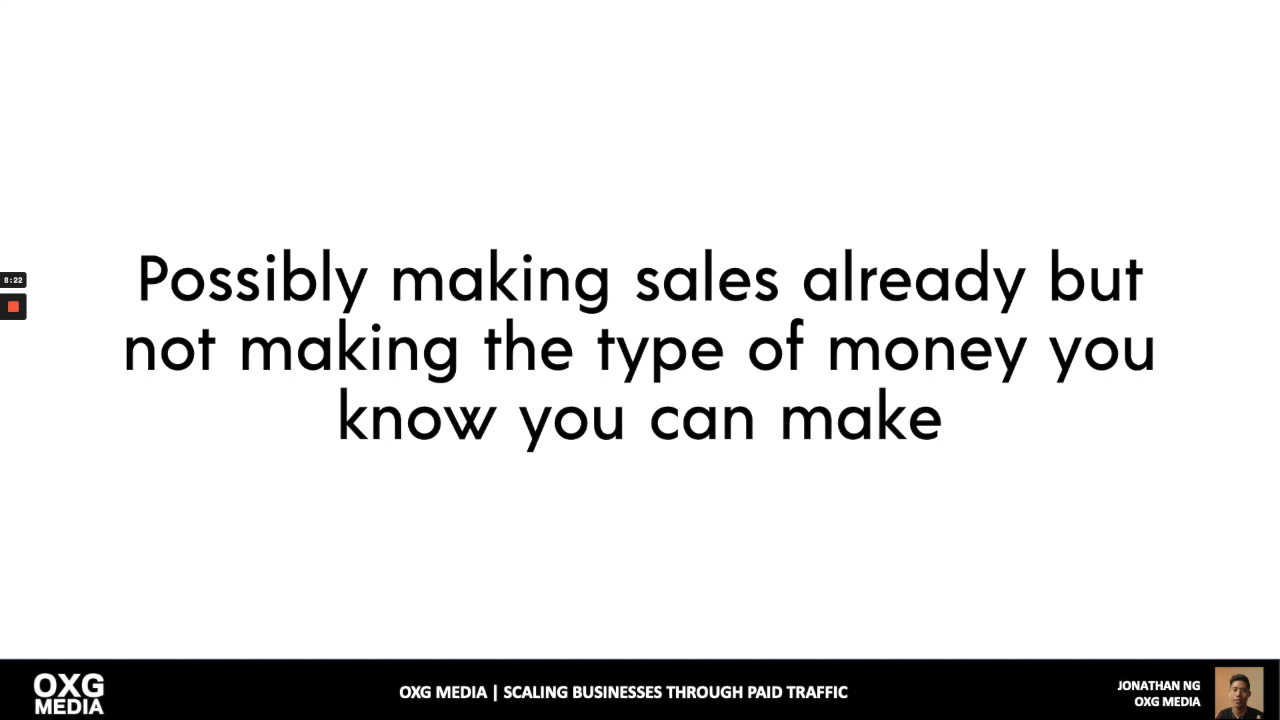 Possibly making sales already but
not making the type of money you
know you can make
8:22
OXG
MEDIA
OXG MEDIA | SCALING BUSINESSES THROUGH PAID TRAFFIC
JONATHAN NG
OXG MEDIA